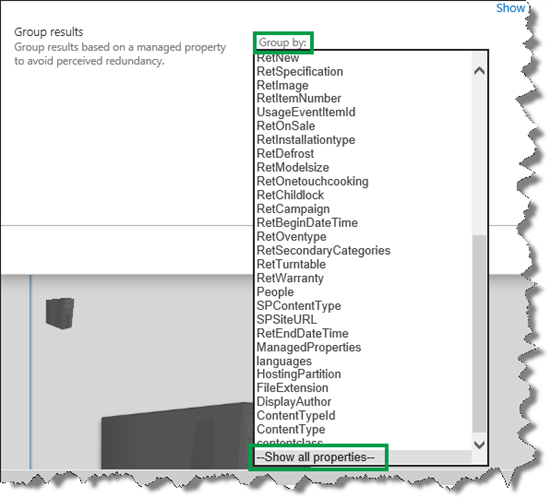 Show
Group results
Group results based on a managed property
to avoid perceived redundancy.
Group by:
RetNew
RetSpecification
RetImage
RetItemNumber
UsageEventItemId
RetOnSale
RetInstallationtype
RetDefrost
RetModelsize
RetOnetouchcooking
RetChildlock
RetCampaign
RetBeginDateTime
RetOventype
RetSecondaryCategories
RetTurntable
RetWarranty
People
SPContentType
SPSiteURL
RetEndDateTime
ManagedProperties
languages
HostingPartition
FileExtension
DisplayAuthor
ContentTypeId
ContentType
contentclass
--Show all properties--